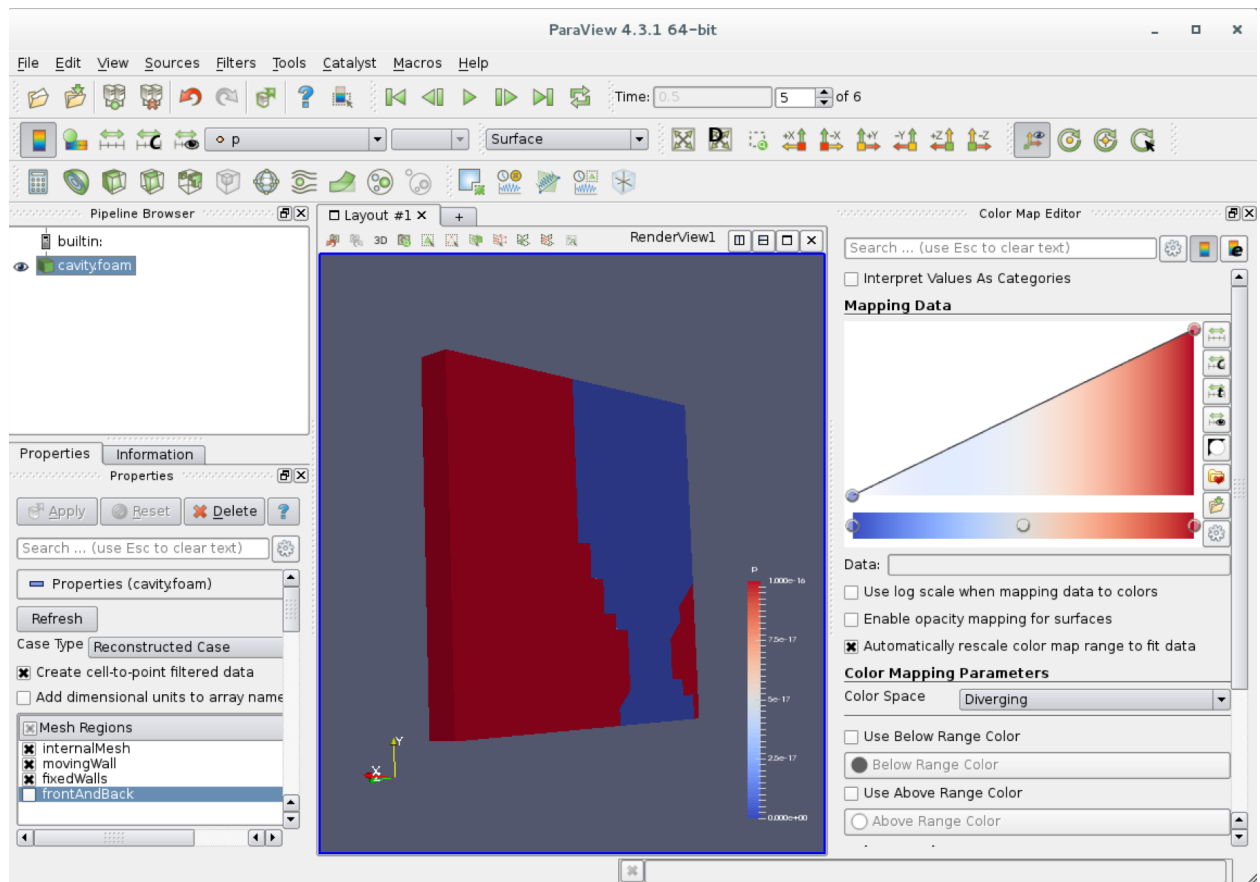 ParaView 4.3.1 64-bit
File Edit View Sources Filters Tools Catalyst Macros Help
Time: 0.5 5 of 6
p Surface
Pipeline Browser
builtin:
cavity.foam
Properties Information
Properties
Apply Reset Delete ?
Search ... (use Esc to clear text)
Properties (cavity.foam)
Refresh
Case Type Reconstructed Case
Create cell-to-point filtered data
Add dimensional units to array name
Mesh Regions
internalMesh
movingWall
fixedWalls
frontAndBack
Layout #1 +
3D RenderView1
p
1.000e-16
7.5e-17
5e-17
2.5e-17
0.000e+00
Y
X
Z
Color Map Editor
Search ... (use Esc to clear text)
Interpret Values As Categories
Mapping Data
Data:
Use log scale when mapping data to colors
Enable opacity mapping for surfaces
Automatically rescale color map range to fit data
Color Mapping Parameters
Color Space Diverging
Use Below Range Color
Below Range Color
Use Above Range Color
Above Range Color